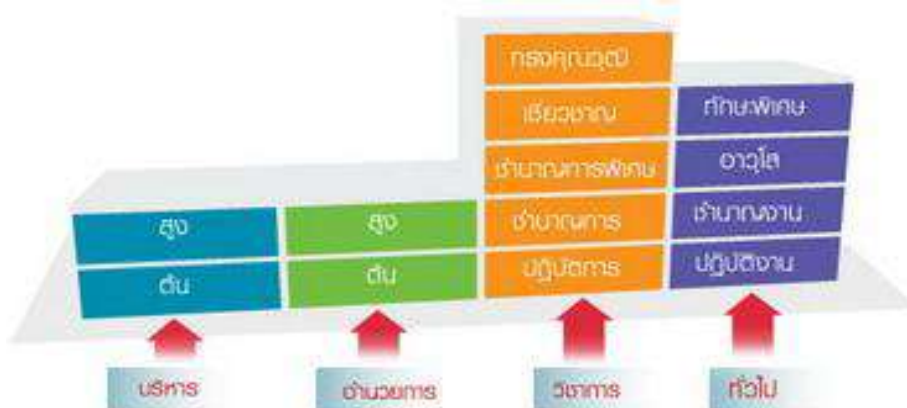 ทรงคุณวุฒิ
เชี่ยวชาญ
ชำนาญการพิเศษ
ชำนาญการ
ปฏิบัติการ
ทักษะพิเศษ
อาวุโส
ชำนาญงาน
ปฏิบัติงาน
สูง
ต้น
สูง
ต้น
บริหาร
อำนวยการ
วิชาการ
ทั่วไป